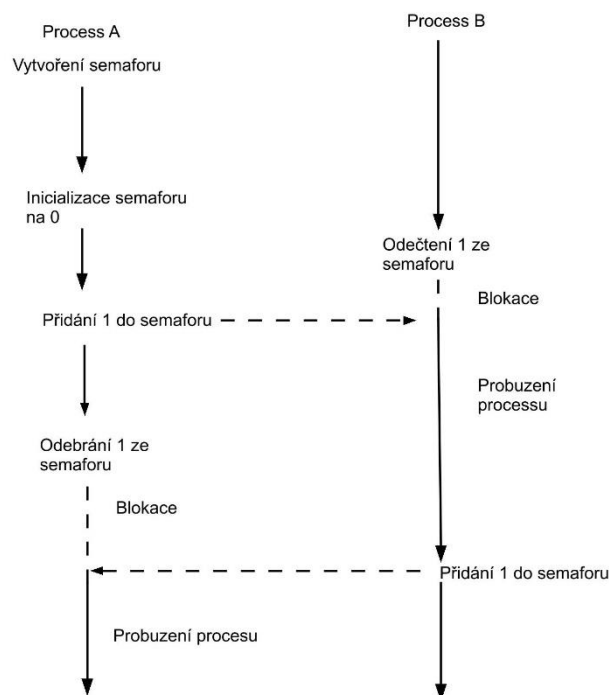 Process A
Vytvoření semaforu
Inicializace semaforu
na 0
Přidání 1 do semaforu
Odebrání 1 ze
semaforu
Blokace
Probuzení procesu
Process B
Odečtení 1 ze
semaforu
Blokace
Probuzení
processu
Přidání 1 do semaforu